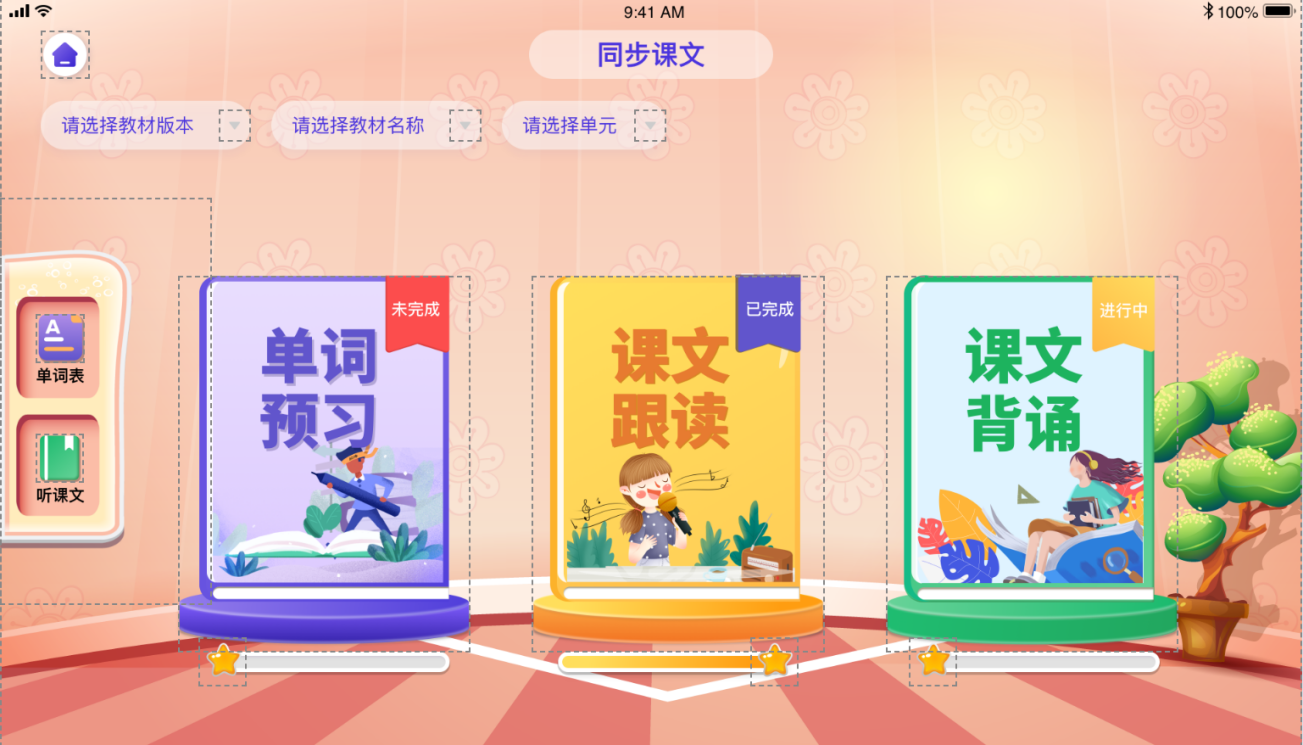 9:41 AM
100%
同步课文
请选择教材版本
请选择教材名称
请选择单元
A
单词表
听课文
未完成
单词
预习
已完成
课文
跟读
进行中
课文
背诵